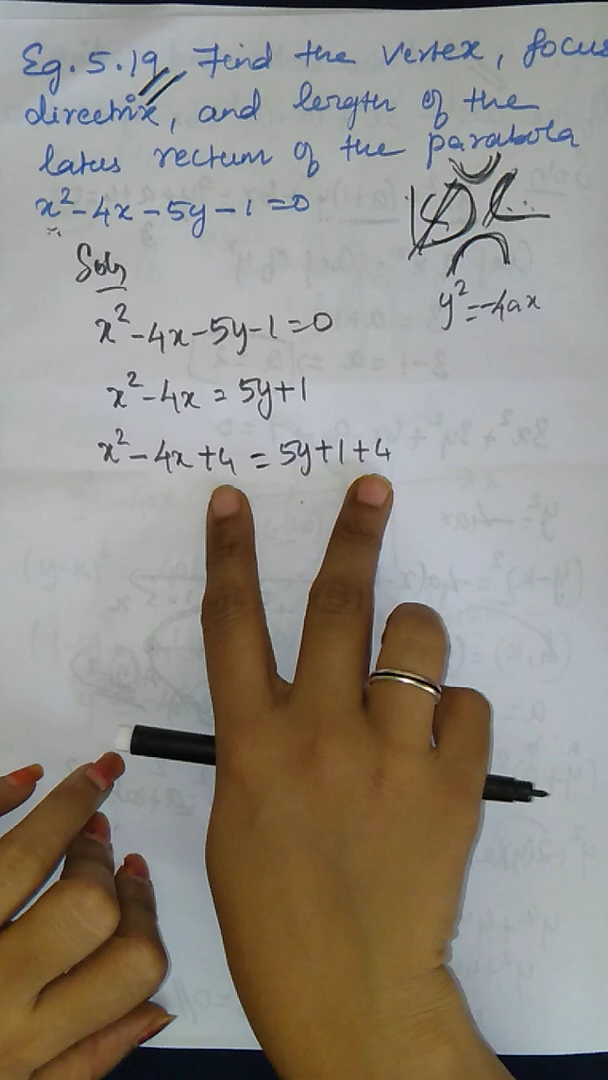 Eg. 5.19 Find the vertex, focus
directrix, and length of the
latus rectum of the parabola
x² - 4x - 5y - 1 = 0
Soln
y² = -4ax
x² - 4x - 5y - 1 = 0
x² - 4x = 5y + 1
x² - 4x + 4 = 5y + 1 + 4